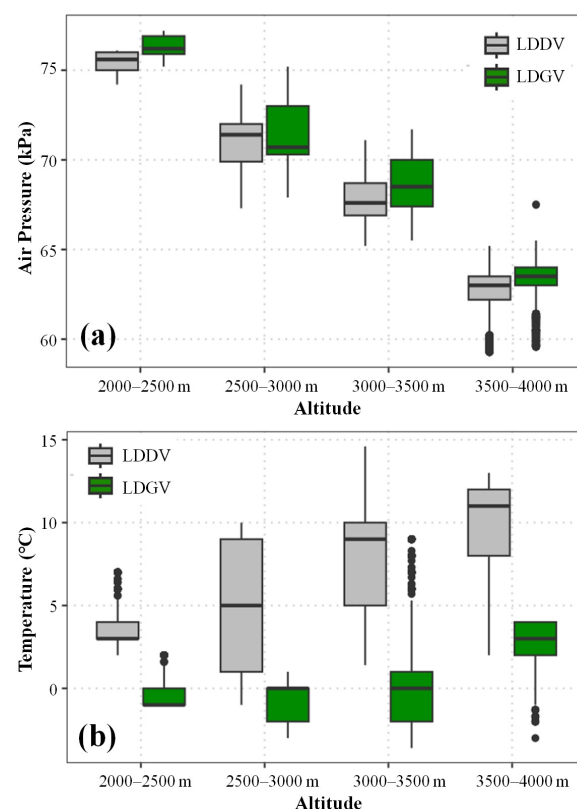 Air Pressure (kPa)
75
70
65
60
LDDV
LDGV
(a)
2000–2500 m
2500–3000 m
3000–3500 m
3500–4000 m
Altitude
Temperature (°C)
15
10
5
0
LDDV
LDGV
(b)
2000–2500 m
2500–3000 m
3000–3500 m
3500–4000 m
Altitude